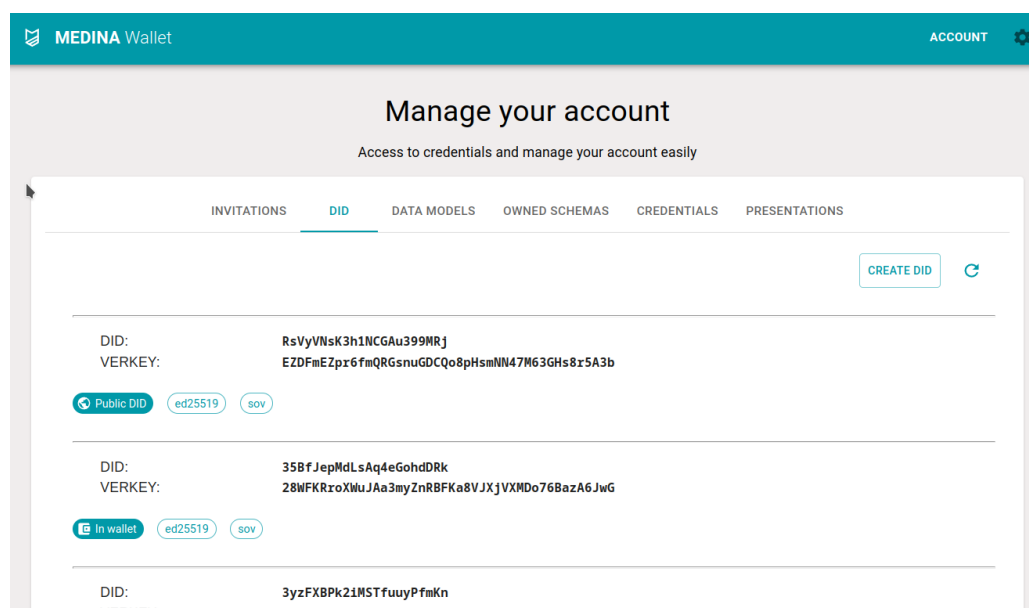 MEDINA Wallet
ACCOUNT
Manage your account
Access to credentials and manage your account easily
INVITATIONS DID DATA MODELS OWNED SCHEMAS CREDENTIALS PRESENTATIONS
CREATE DID
DID: RsVyVNsK3h1NCGAu399MRj
VERKEY: EZDFmEZpr6fmQRGsnuGDCQo8pHsmNN47M63GHs8r5A3b
Public DID ed25519 sov
DID: 35BfJepMdLsAq4eGohdDRk
VERKEY: 28WFKRroXWuJAa3myZnRBFKa8VJXjVXMDo76BazA6JwG
In wallet ed25519 sov
DID: 3yzFXBPk2iMSTfuuyPfmKn